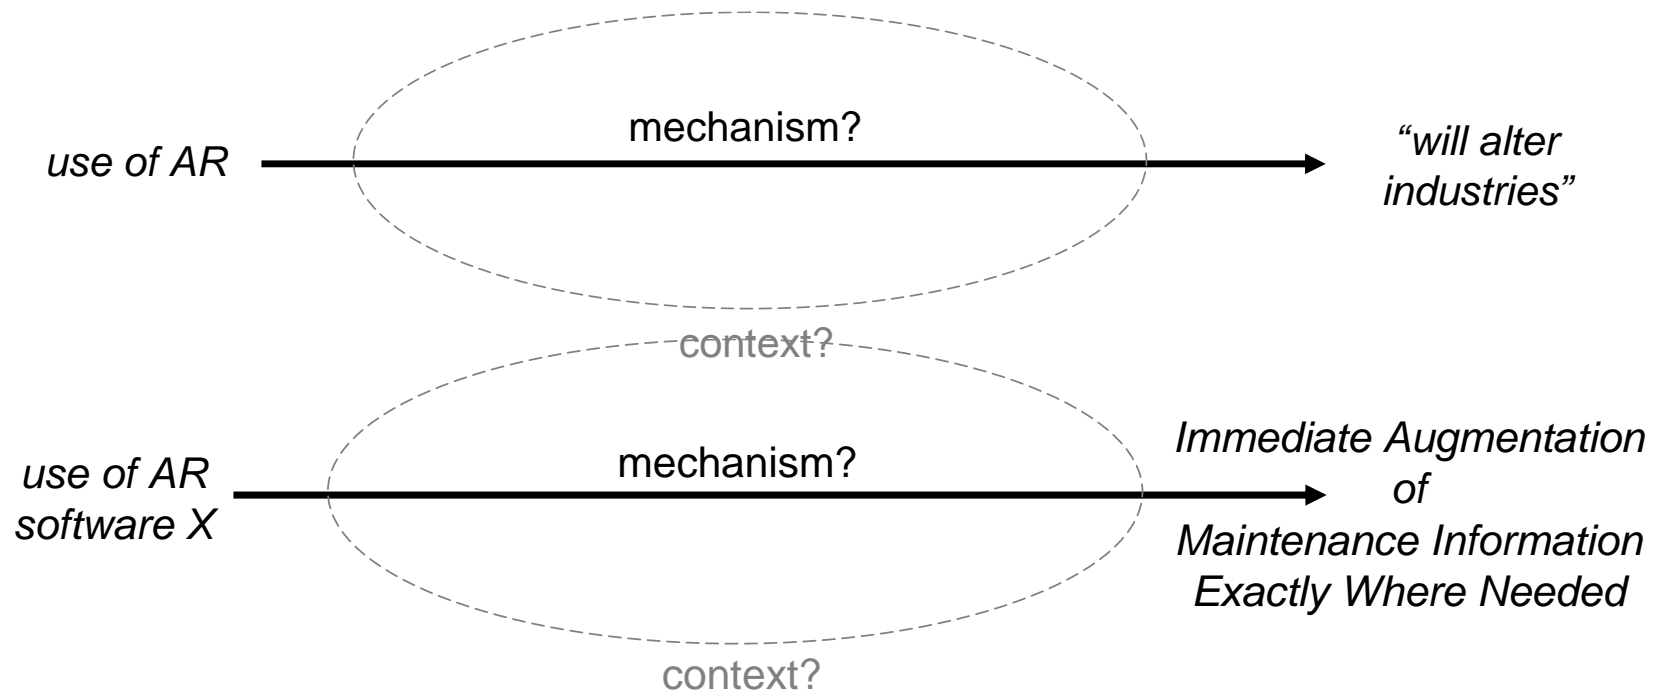 mechanism?
use of AR
“will alter
industries”
context?
mechanism?
use of AR
software X
Immediate Augmentation
of
Maintenance Information
Exactly Where Needed
context?